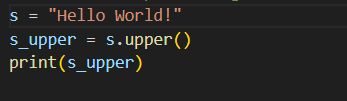 s = "Hello World!"
s_upper = s.upper()
print(s_upper)